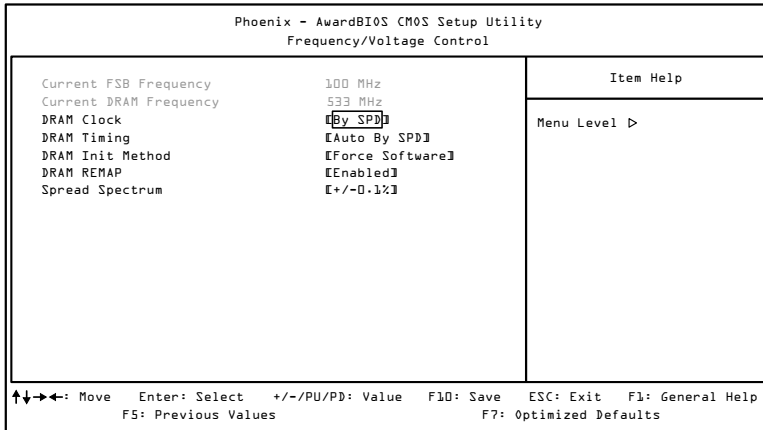 Phoenix - AwardBIOS CMOS Setup Utility
Frequency/Voltage Control
Current FSB Frequency 100 MHz
Current DRAM Frequency 533 MHz
DRAM Clock [By SPD]
DRAM Timing [Auto By SPD]
DRAM Init Method [Force Software]
DRAM REMAP [Enabled]
Spread Spectrum [+/-0.1%]
Item Help
Menu Level ▷
↑↓→←: Move Enter: Select +/-/PU/PD: Value F10: Save ESC: Exit F1: General Help
F5: Previous Values F7: Optimized Defaults